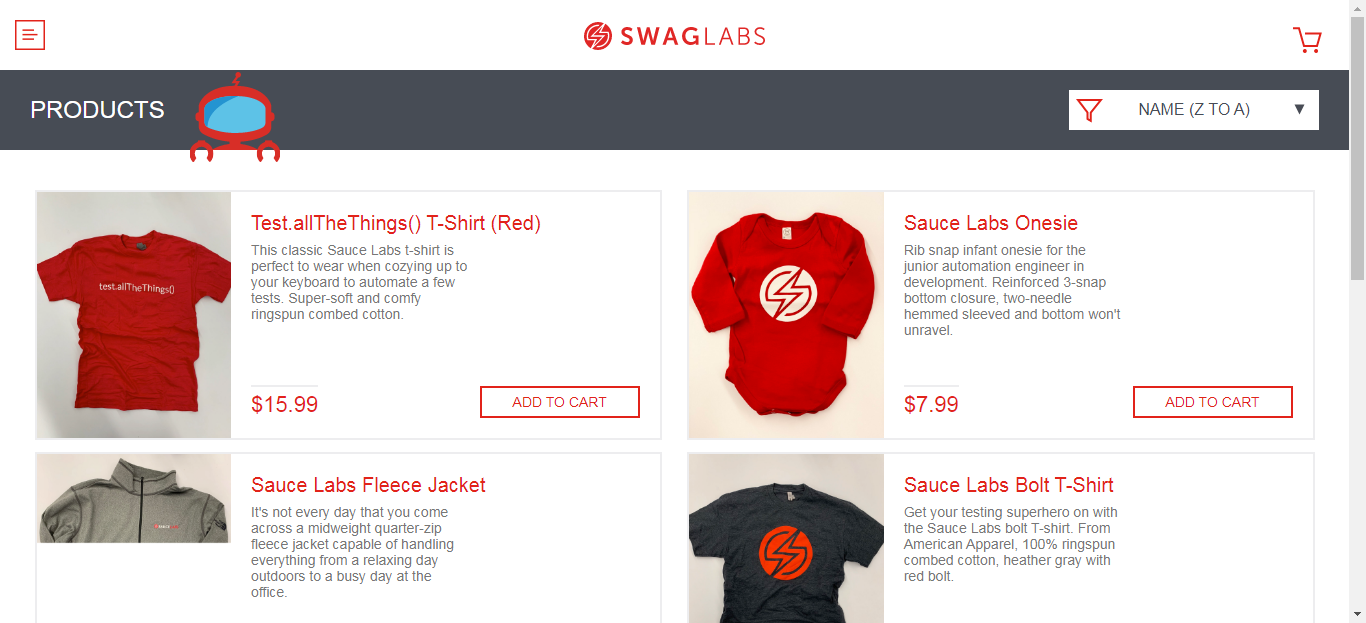 SWAGLABS
PRODUCTS
NAME (Z TO A)
test.allTheThings()
Test.allTheThings() T-Shirt (Red)
This classic Sauce Labs t-shirt is
perfect to wear when cozying up to
your keyboard to automate a few
tests. Super-soft and comfy
ringspun combed cotton.
$15.99
ADD TO CART
Sauce Labs Onesie
Rib snap infant onesie for the
junior automation engineer in
development. Reinforced 3-snap
bottom closure, two-needle
hemmed sleeved and bottom won't
unravel.
$7.99
ADD TO CART
Sauce Labs Fleece Jacket
It's not every day that you come
across a midweight quarter-zip
fleece jacket capable of handling
everything from a relaxing day
outdoors to a busy day at the
office.
Sauce Labs Bolt T-Shirt
Get your testing superhero on with
the Sauce Labs bolt T-shirt. From
American Apparel, 100% ringspun
combed cotton, heather gray with
red bolt.